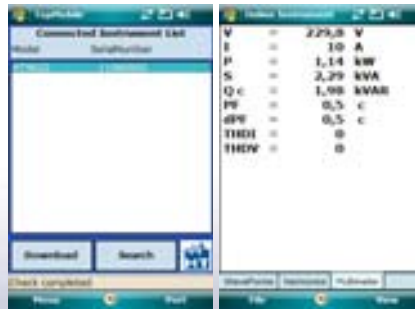 TopMobile
Connected Instrument List
Model SerialNumber
Download Search
Check completed
Menu Port
Online Instrument
V = 229,8 V
I = 10 A
P = 1,14 kW
S = 2,29 kVA
Qc = 1,98 kVAR
PF = 0,5 c
dPF = 0,5 c
THDI = 0
THDV = 0
Waveforms Harmonics Multimeter
File View